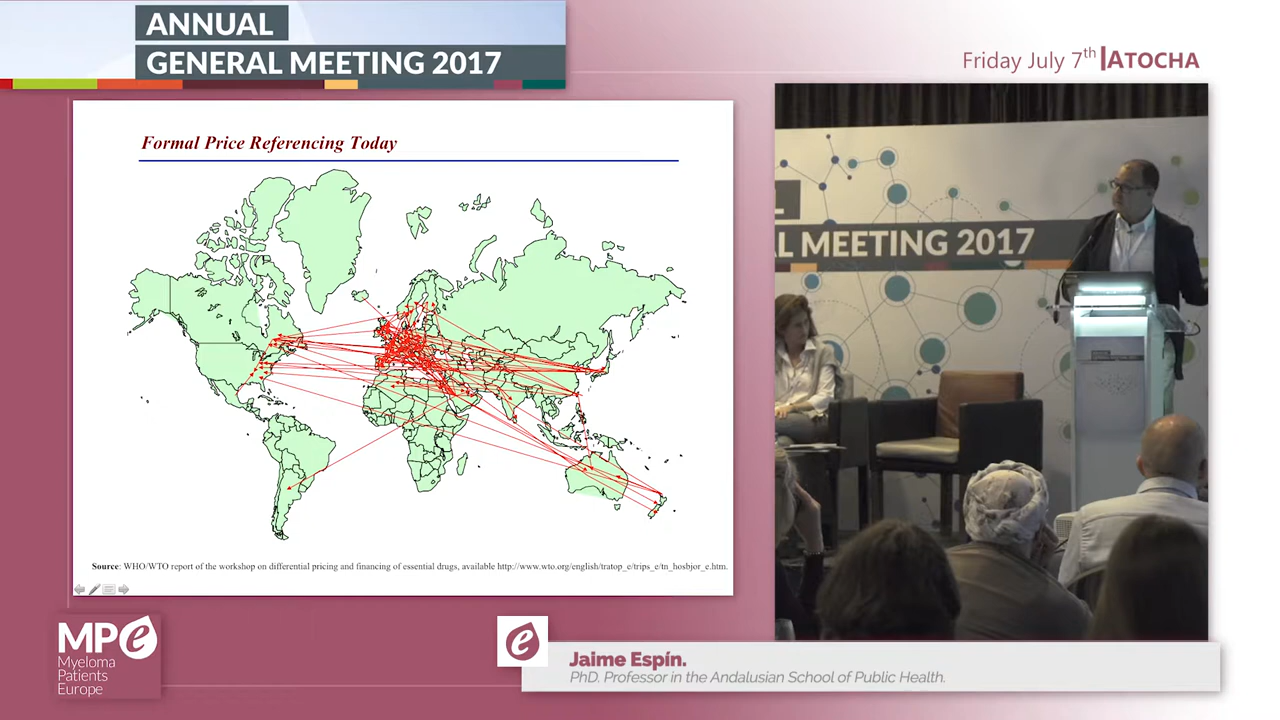 ANNUAL
GENERAL MEETING 2017
Friday July 7th
ATOCHA
Formal Price Referencing Today
L
AL MEETING 2017
Source: WHO/WTO report of the workshop on differential pricing and financing of essential drugs, available http://www.wto.org/english/tratop_e/trips_e/tn_hosbjor_e.htm.
MPe
Myeloma
Patients
Europe
e
Jaime Espín.
PhD. Professor in the Andalusian School of Public Health.